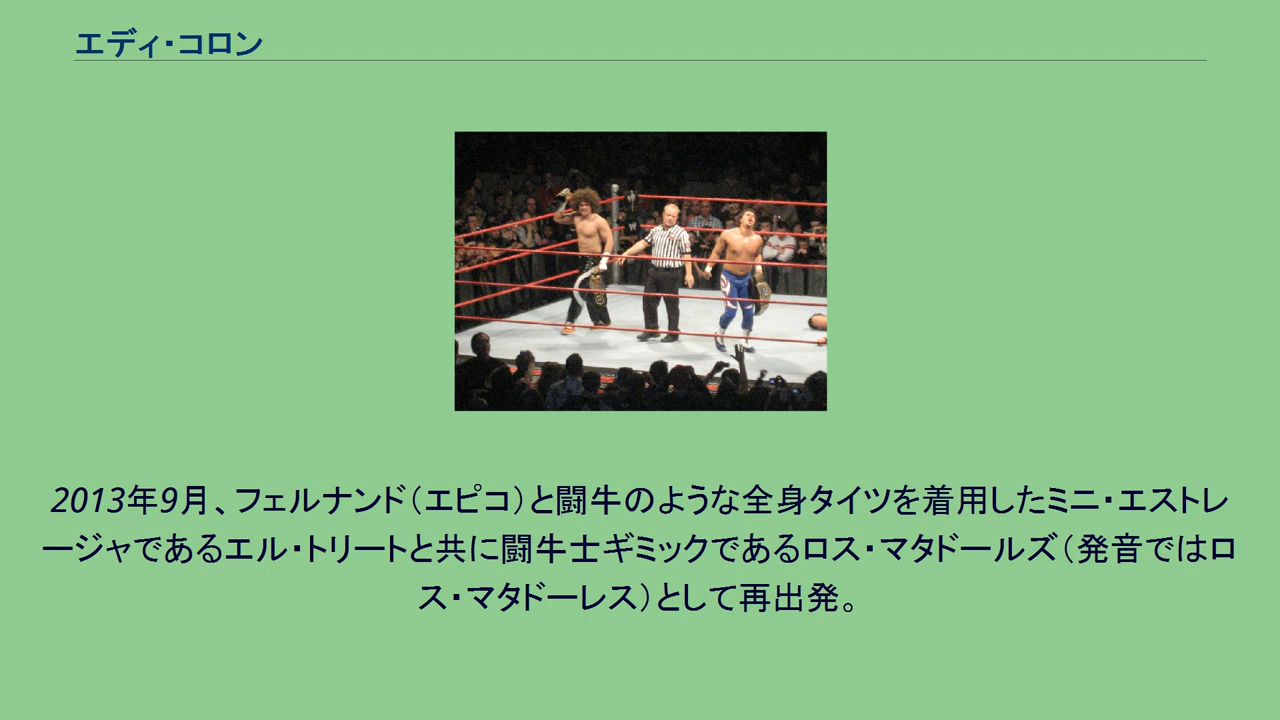 エディ・コロン
2013年9月、フェルナンド（エピコ）と闘牛のような全身タイツを着用したミニ・エストレ
ージャであるエル・トリートと共に闘牛士ギミックであるロス・マタドールズ（発音ではロ
ス・マタドーレス）として再出発。